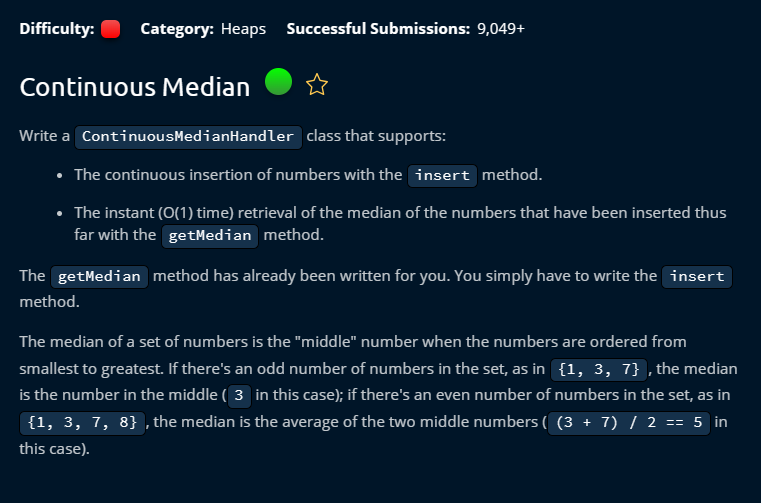 Difficulty: Category: Heaps Successful Submissions: 9,049+
Continuous Median
Write a ContinuousMedianHandler class that supports:
• The continuous insertion of numbers with the insert method.
• The instant (O(1) time) retrieval of the median of the numbers that have been inserted thus
far with the getMedian method.
The getMedian method has already been written for you. You simply have to write the insert
method.
The median of a set of numbers is the "middle" number when the numbers are ordered from
smallest to greatest. If there's an odd number of numbers in the set, as in {1, 3, 7}, the median
is the number in the middle (3 in this case); if there's an even number of numbers in the set, as in
{1, 3, 7, 8}, the median is the average of the two middle numbers ((3 + 7) / 2 == 5 in
this case).